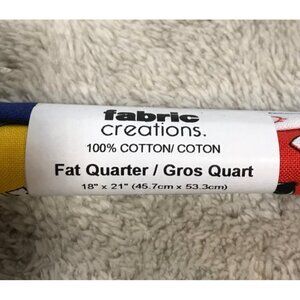 fabric
creations.
100% COTTON/ COTON
Fat Quarter / Gros Quart
18" x 21" (45.7cm x 53.3cm)